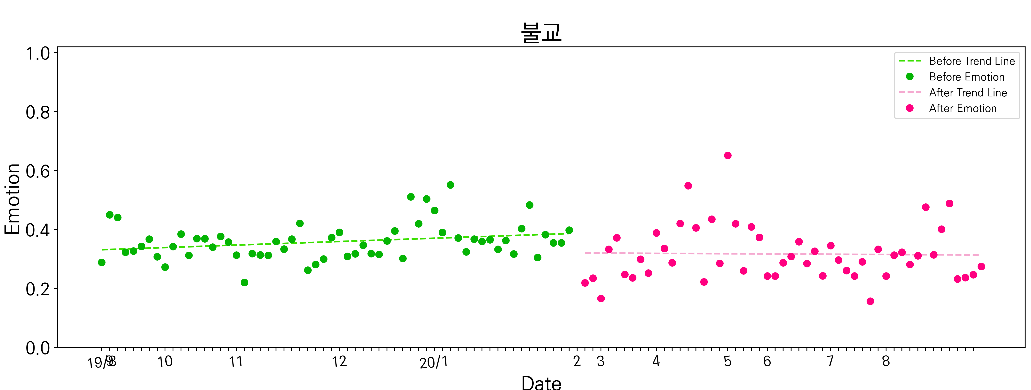 불교
Before Trend Line
Before Emotion
After Trend Line
After Emotion
Emotion
1.0
0.8
0.6
0.4
0.2
0.0
19/8 9 10 11 12 20/1 2 3 4 5 6 7 8
Date